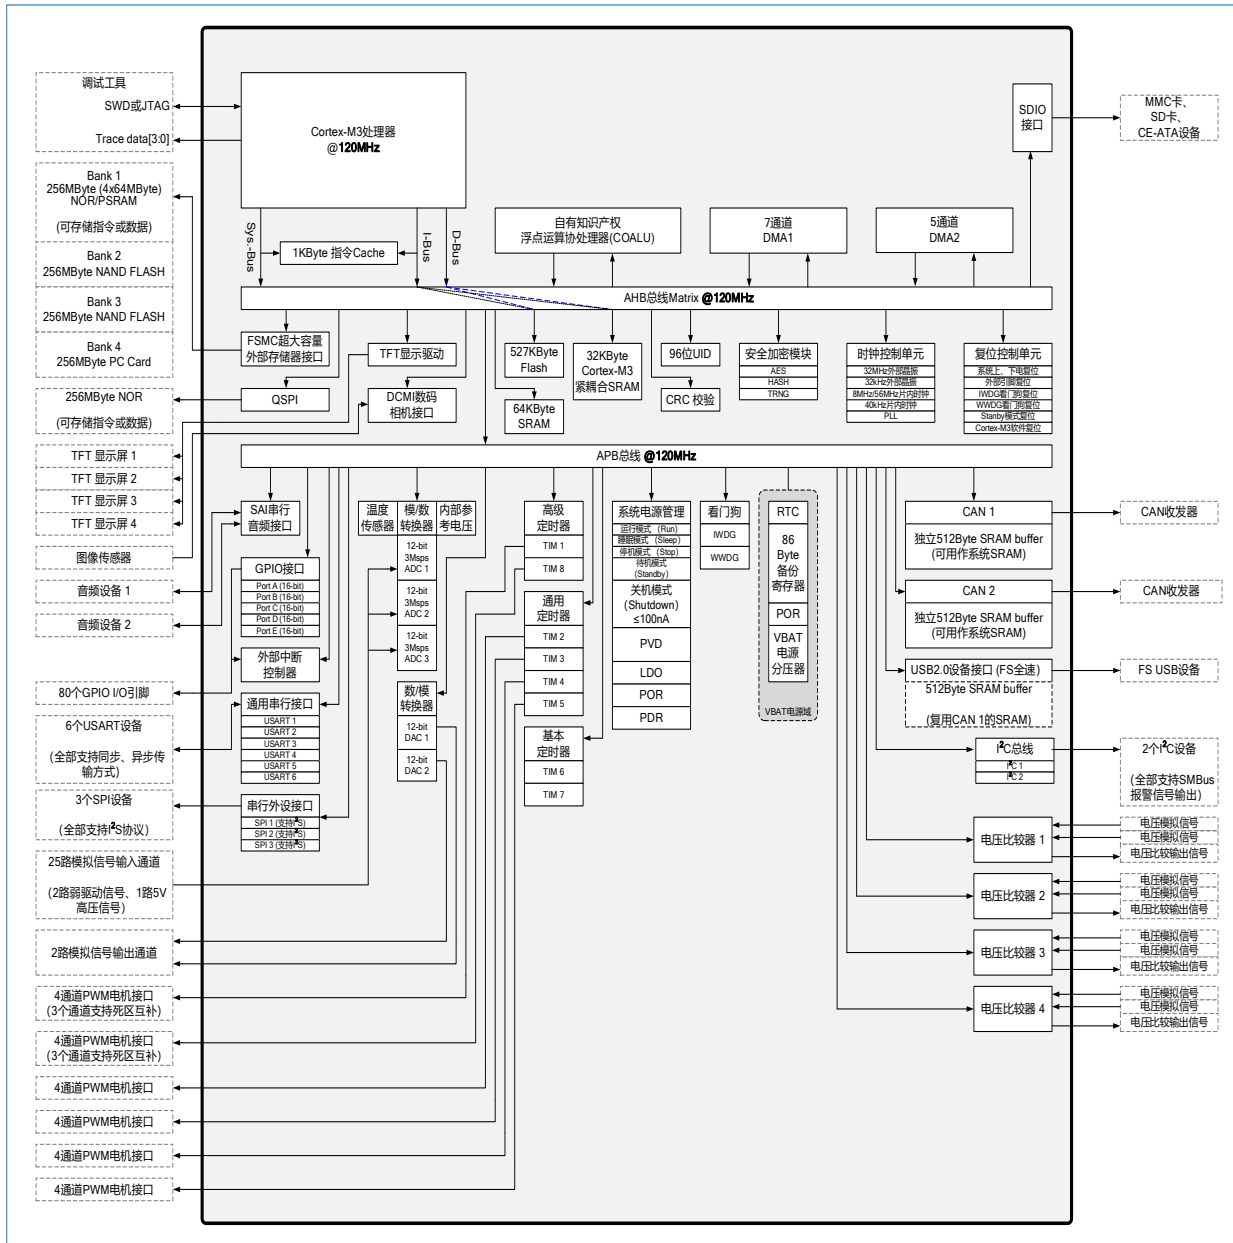 调试工具
SWD或JTAG
Trace data[3:0]
Bank 1
256MByte (4x64MByte)
NOR/PSRAM
(可存储指令或数据)
Bank 2
256MByte NAND FLASH
Bank 3
256MByte NAND FLASH
Bank 4
256MByte PC Card
256MByte NOR
(可存储指令或数据)
TFT 显示屏 1
TFT 显示屏 2
TFT 显示屏 3
TFT 显示屏 4
图像传感器
音频设备 1
音频设备 2
80个GPIO I/O引脚
6个USART设备
(全部支持同步、异步传
输方式)
3个SPI设备
(全部支持I²S协议)
25路模拟信号输入通道
(2路弱驱动信号、1路5V
高压信号)
2路模拟信号输出通道
4通道PWM电机接口
(3个通道支持死区互补)
4通道PWM电机接口
(3个通道支持死区互补)
4通道PWM电机接口
4通道PWM电机接口
4通道PWM电机接口
4通道PWM电机接口
Cortex-M3处理器
@120MHz
Sys.-Bus
I-Bus
D-Bus
1KByte 指令Cache
自有知识产权
浮点运算协处理器(COALU)
7通道
DMA1
5通道
DMA2
SDIO
接口
AHB总线Matrix @120MHz
FSMC超大容量
外部存储器接口
QSPI
TFT显示驱动
DCMI数码
相机接口
527KByte
Flash
64KByte
SRAM
32KByte
Cortex-M3
紧耦合SRAM
96位UID
CRC 校验
安全加密模块
AES
HASH
TRNG
时钟控制单元
32MHz外部晶振
32kHz外部晶振
8MHz/56MHz片内时钟
40kHz片内时钟
PLL
复位控制单元
系统上、下电复位
外部引脚复位
IWDG看门狗复位
WWDG看门狗复位
Stanby模式复位
Cortex-M3软件复位
APB总线 @120MHz
SAI串行
音频接口
GPIO接口
Port A (16-bit)
Port B (16-bit)
Port C (16-bit)
Port D (16-bit)
Port E (16-bit)
外部中断
控制器
通用串行接口
USART 1
USART 2
USART 3
USART 4
USART 5
USART 6
串行外设接口
SPI 1 (支持I²S)
SPI 2 (支持I²S)
SPI 3 (支持I²S)
温度
传感器
模/数
转换器
内部参
考电压
12-bit
3Msps
ADC 1
12-bit
3Msps
ADC 2
12-bit
3Msps
ADC 3
数/模
转换器
12-bit
DAC 1
12-bit
DAC 2
高级
定时器
TIM 1
TIM 8
通用
定时器
TIM 2
TIM 3
TIM 4
TIM 5
基本
定时器
TIM 6
TIM 7
系统电源管理
运行模式 (Run)
睡眠模式 (Sleep)
停机模式 (Stop)
待机模式
(Standby)
关机模式
(Shutdown)
≤100nA
PVD
LDO
POR
PDR
看门狗
IWDG
WWDG
RTC
86
Byte
备份
寄存器
POR
VBAT
电源
分压器
VBAT电源域
CAN 1
独立512Byte SRAM buffer
(可用作系统SRAM)
CAN 2
独立512Byte SRAM buffer
(可用作系统SRAM)
USB2.0设备接口 (FS全速)
512Byte SRAM buffer
(复用CAN 1的SRAM)
I²C总线
I²C 1
I²C 2
电压比较器 1
电压比较器 2
电压比较器 3
电压比较器 4
MMC卡、
SD卡、
CE-ATA设备
CAN收发器
CAN收发器
FS USB设备
2个I²C设备
(全部支持SMBus
报警信号输出)
电压模拟信号
电压模拟信号
电压比较输出信号
电压模拟信号
电压模拟信号
电压比较输出信号
电压模拟信号
电压模拟信号
电压比较输出信号
电压模拟信号
电压模拟信号
电压比较输出信号